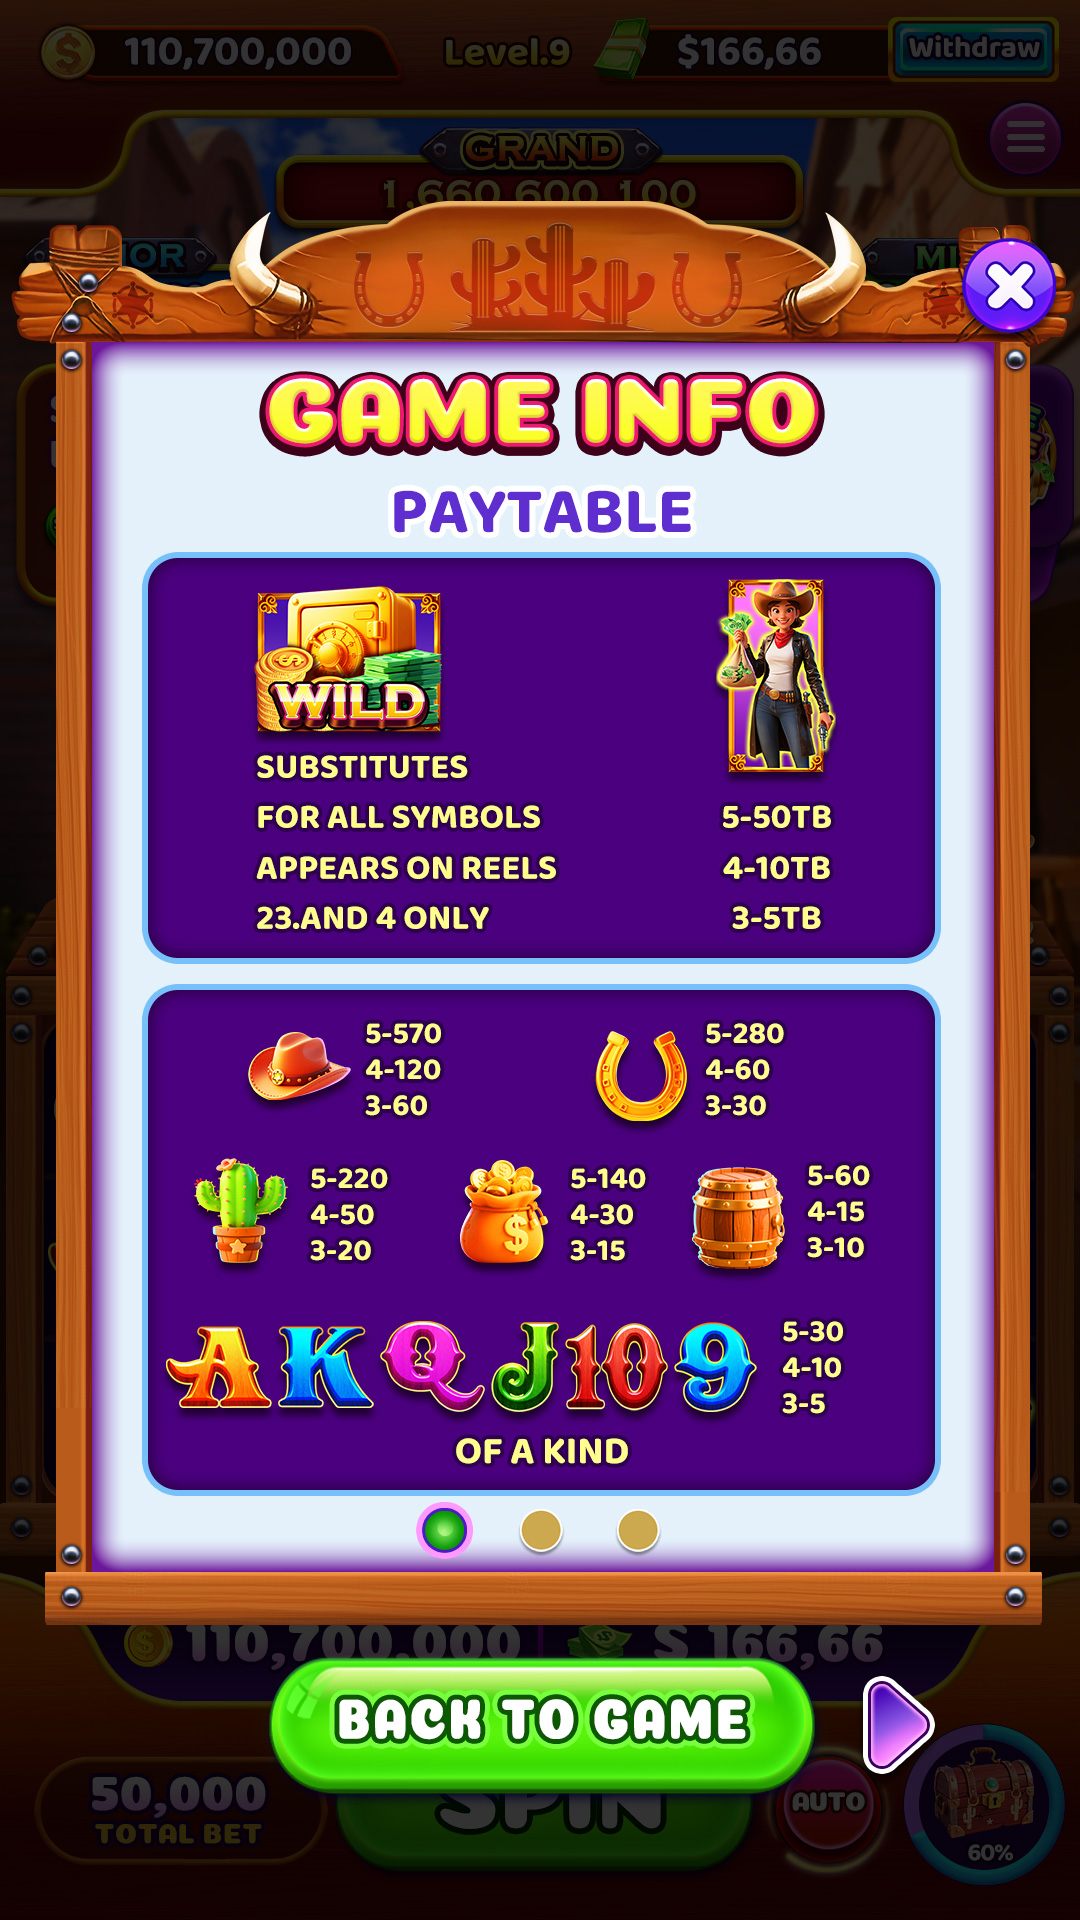 110,700,000
Level.9
$166,66
Withdraw
GRAND
1,660,600,100
GAME INFO
PAYTABLE
WILD
SUBSTITUTES
FOR ALL SYMBOLS
APPEARS ON REELS
23.AND 4 ONLY
5-50TB
4-10TB
3-5TB
5-570
4-120
3-60
5-280
4-60
3-30
5-220
4-50
3-20
5-140
4-30
3-15
5-60
4-15
3-10
A K Q J 10 9
5-30
4-10
3-5
OF A KIND
110,700,000
$ 166,66
BACK TO GAME
50,000
TOTAL BET
SPIN
AUTO
60%